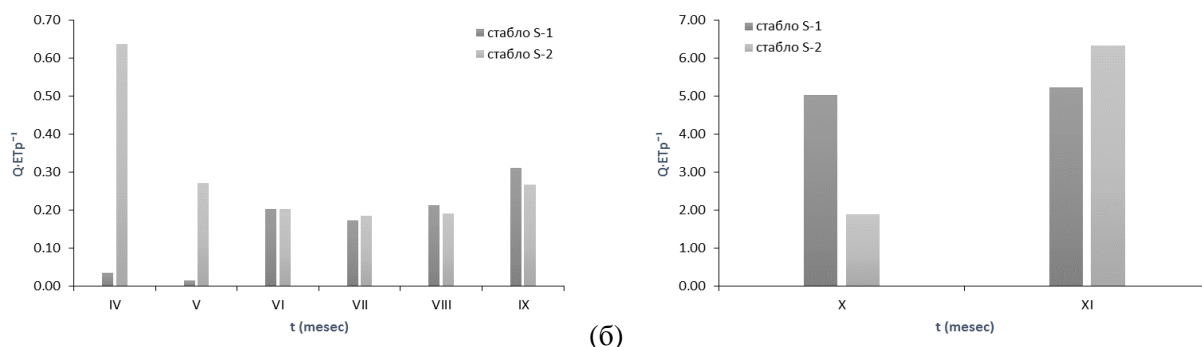 0.70
0.60
0.50
0.40
0.30
0.20
0.10
0.00
Q·ETp⁻¹
IV V VI VII VIII IX
t (mesec)
стабло S-1
стабло S-2
(б)
7.00
6.00
5.00
4.00
3.00
2.00
1.00
0.00
Q·ETp⁻¹
X XI
t (mesec)
стабло S-1
стабло S-2